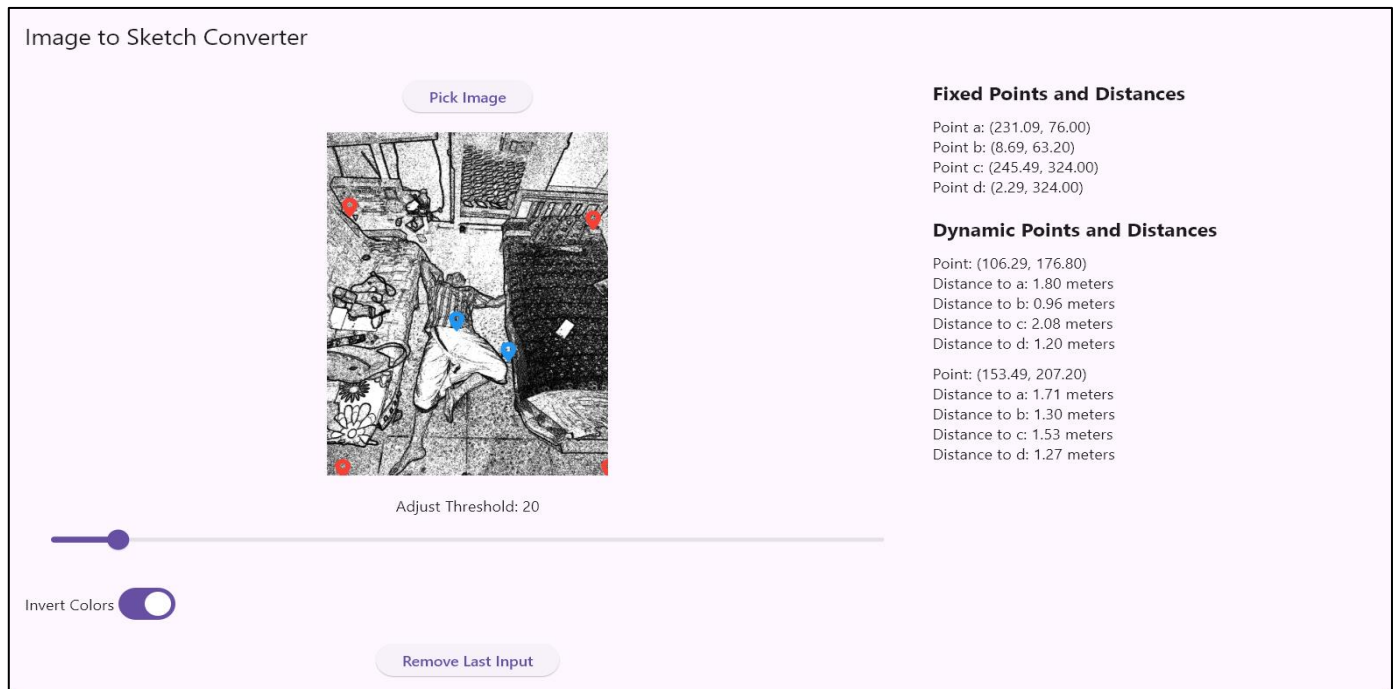 Image to Sketch Converter
Pick Image
Adjust Threshold: 20
Invert Colors
Remove Last Input
Fixed Points and Distances
Point a: (231.09, 76.00)
Point b: (8.69, 63.20)
Point c: (245.49, 324.00)
Point d: (2.29, 324.00)
Dynamic Points and Distances
Point: (106.29, 176.80)
Distance to a: 1.80 meters
Distance to b: 0.96 meters
Distance to c: 2.08 meters
Distance to d: 1.20 meters
Point: (153.49, 207.20)
Distance to a: 1.71 meters
Distance to b: 1.30 meters
Distance to c: 1.53 meters
Distance to d: 1.27 meters